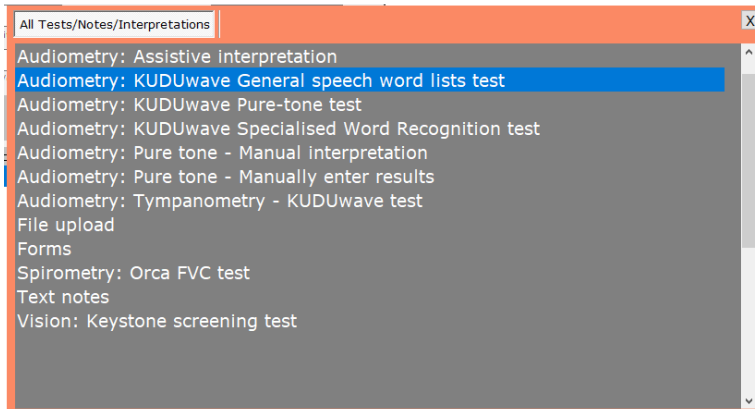 All Tests/Notes/Interpretations
X
Audiometry: Assistive interpretation
Audiometry: KUDUwave General speech word lists test
Audiometry: KUDUwave Pure-tone test
Audiometry: KUDUwave Specialised Word Recognition test
Audiometry: Pure tone - Manual interpretation
Audiometry: Pure tone - Manually enter results
Audiometry: Tympanometry - KUDUwave test
File upload
Forms
Spirometry: Orca FVC test
Text notes
Vision: Keystone screening test